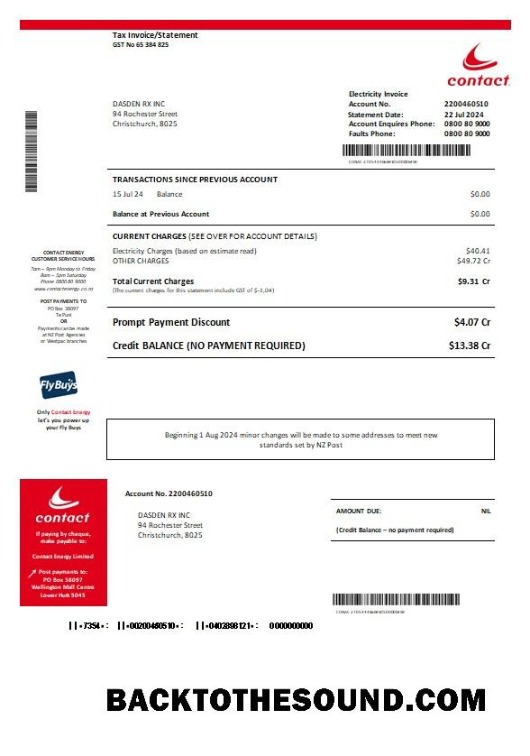 Tax Invoice/Statement
GST No 65 384 825
contact
Electricity Invoice
Account No. 2200460510
Statement Date: 22 Jul 2024
Account Enquires Phone: 0800 80 9000
Faults Phone: 0800 80 9000
DASDEN RX INC
94 Rochester Street
Christchurch, 8025
TRANSACTIONS SINCE PREVIOUS ACCOUNT
15 Jul 24 Balance $0.00
Balance at Previous Account $0.00
CURRENT CHARGES (SEE OVER FOR ACCOUNT DETAILS)
Electricity Charges (based on estimate read) $40.41
OTHER CHARGES $49.72 Cr
Total Current Charges $9.31 Cr
(The current charges for this statement include GST of $-3,04)
Prompt Payment Discount $4.07 Cr
Credit BALANCE (NO PAYMENT REQUIRED) $13.38 Cr
CONTACT ENERGY
CUSTOMER SERVICE HOURS
7am – 9pm Monday to Friday
8am – 5pm Saturday
Phone 0800 80 9000
www.contactenergy.co.nz
POST PAYMENTS TO
PO Box 38097
Te Puni
OR
Payments can be made
at NZ Post Agencies
or Westpac branches
Fly Buys
Only Contact Energy
let's you power up
your Fly Buys
Beginning 1 Aug 2024 minor changes will be made to some addresses to meet new
standards set by NZ Post
contact
If paying by cheque,
make payable to:
Contact Energy Limited
Post payments to:
PO Box 38097
Wellington Mall Centre
Lower Hutt 5045
Account No. 2200460510
DASDEN RX INC
94 Rochester Street
Christchurch, 8025
AMOUNT DUE: NIL
(Credit Balance – no payment required)
BACKTOTHESOUND.COM